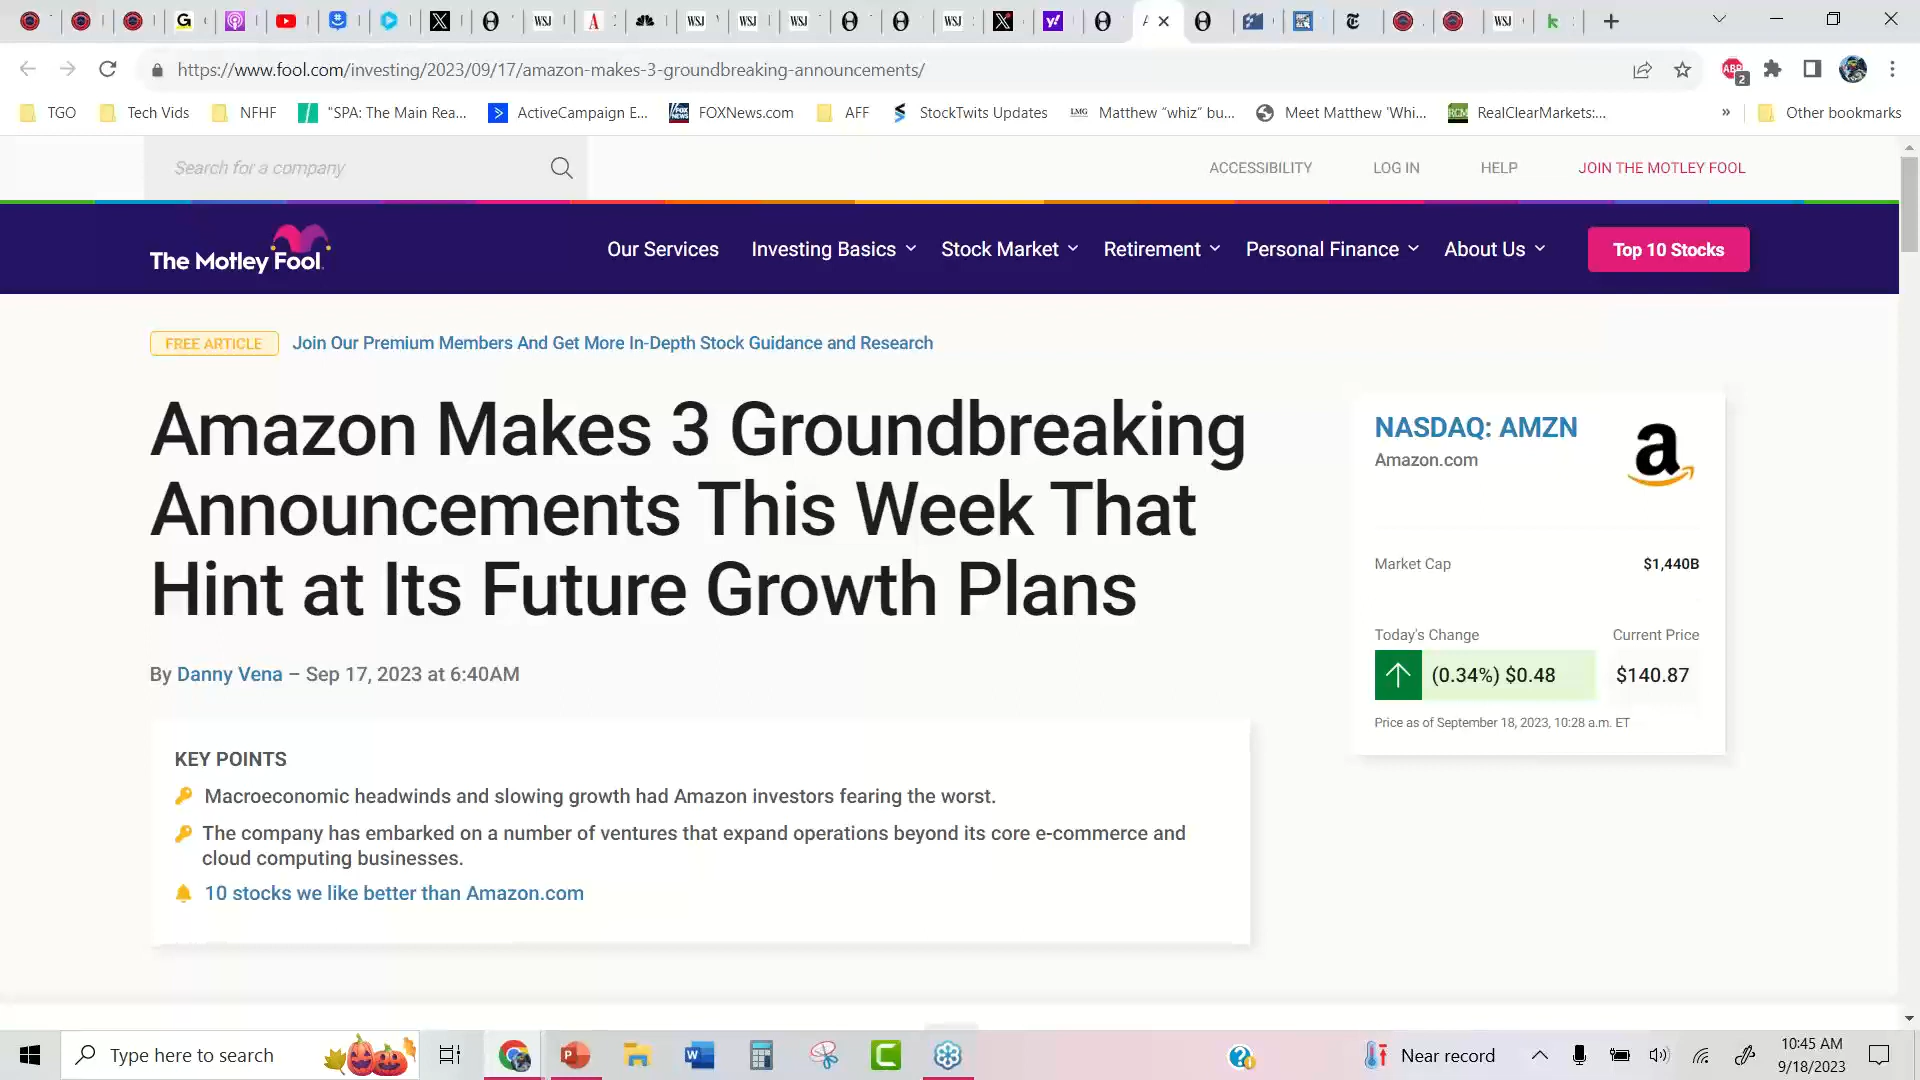 https://www.fool.com/investing/2023/09/17/amazon-makes-3-groundbreaking-announcements/
TGO Tech Vids NFHF "SPA: The Main Rea... ActiveCampaign E... FOXNews.com AFF StockTwits Updates Matthew “whiz” bu... Meet Matthew 'Whi... RealClearMarkets:... » Other bookmarks
Search for a company ACCESSIBILITY LOG IN HELP JOIN THE MOTLEY FOOL
The Motley Fool Our Services Investing Basics Stock Market Retirement Personal Finance About Us Top 10 Stocks
FREE ARTICLE Join Our Premium Members And Get More In-Depth Stock Guidance and Research
Amazon Makes 3 Groundbreaking
Announcements This Week That
Hint at Its Future Growth Plans
By Danny Vena – Sep 17, 2023 at 6:40AM
KEY POINTS
Macroeconomic headwinds and slowing growth had Amazon investors fearing the worst.
The company has embarked on a number of ventures that expand operations beyond its core e-commerce and
cloud computing businesses.
10 stocks we like better than Amazon.com
NASDAQ: AMZN
Amazon.com
Market Cap $1,440B
Today's Change Current Price
(0.34%) $0.48 $140.87
Price as of September 18, 2023, 10:28 a.m. ET
Type here to search
Near record
10:45 AM
9/18/2023